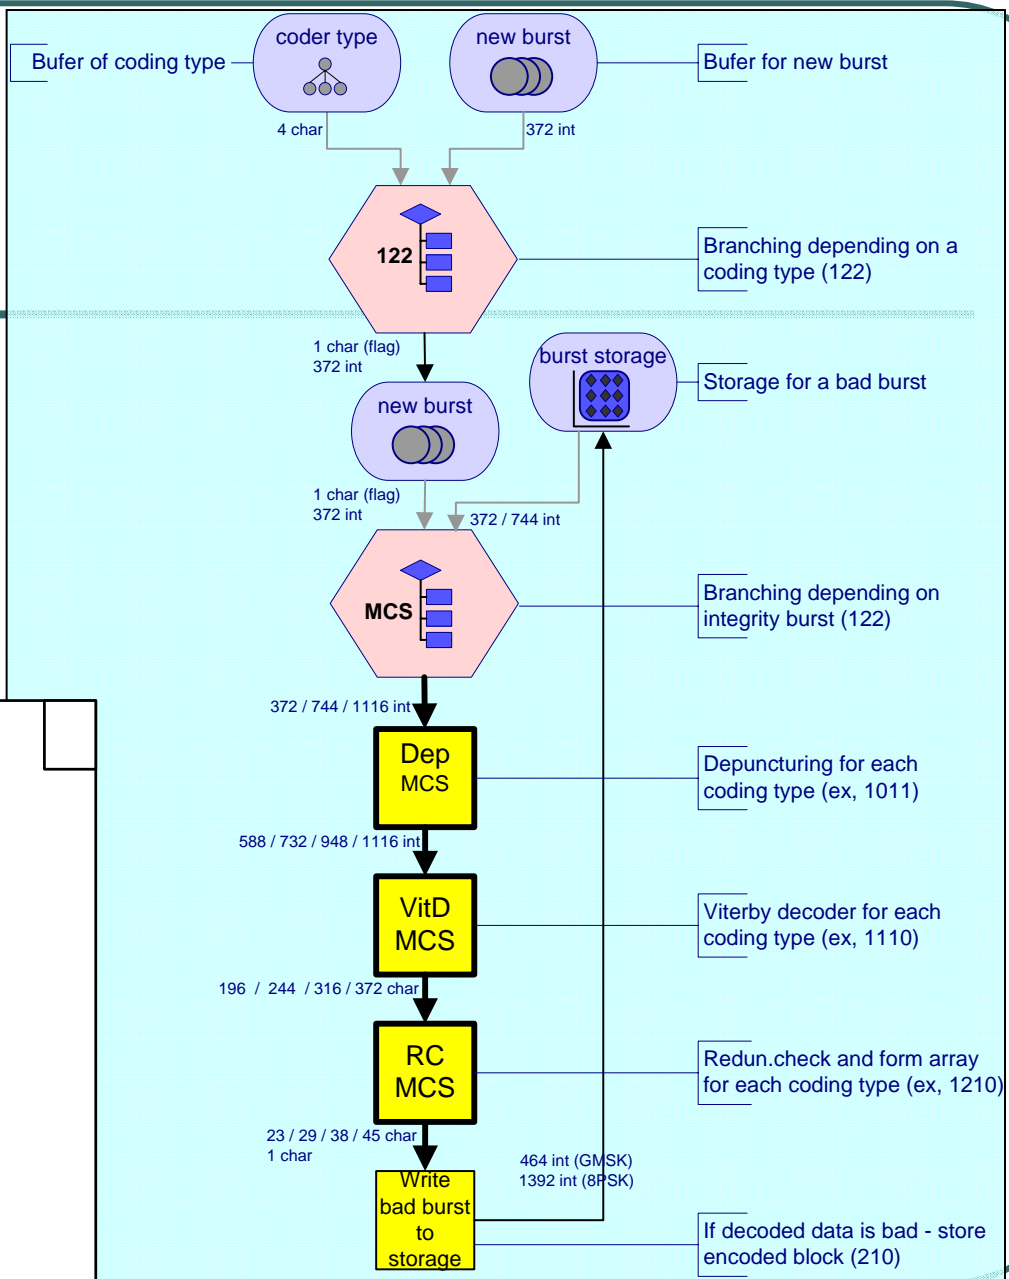 coder type
new burst
Bufer of coding type
Bufer for new burst
4 char
372 int
122
Branching depending on a
coding type (122)
1 char (flag)
372 int
burst storage
Storage for a bad burst
new burst
1 char (flag)
372 int
372 / 744 int
MCS
Branching depending on
integrity burst (122)
372 / 744 / 1116 int
Dep
MCS
Depuncturing for each
coding type (ex, 1011)
588 / 732 / 948 / 1116 int
VitD
MCS
Viterby decoder for each
coding type (ex, 1110)
196 / 244 / 316 / 372 char
RC
MCS
Redun.check and form array
for each coding type (ex, 1210)
23 / 29 / 38 / 45 char
1 char
464 int (GMSK)
1392 int (8PSK)
Write
bad burst
to
storage
If decoded data is bad - store
encoded block (210)